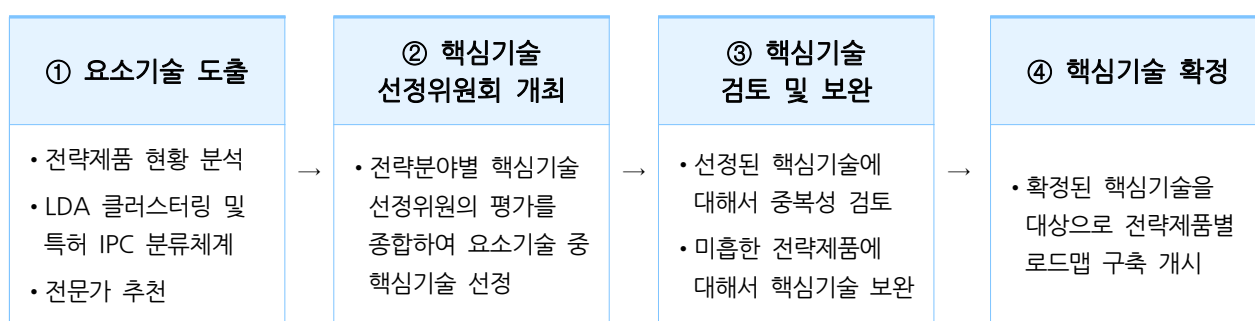 ① 요소기술 도출
• 전략제품 현황 분석
• LDA 클러스터링 및
특허 IPC 분류체계
• 전문가 추천
→
② 핵심기술
선정위원회 개최
• 전략분야별 핵심기술
선정위원의 평가를
종합하여 요소기술 중
핵심기술 선정
→
③ 핵심기술
검토 및 보완
• 선정된 핵심기술에
대해서 중복성 검토
• 미흡한 전략제품에
대해서 핵심기술 보완
→
④ 핵심기술 확정
• 확정된 핵심기술을
대상으로 전략제품별
로드맵 구축 개시